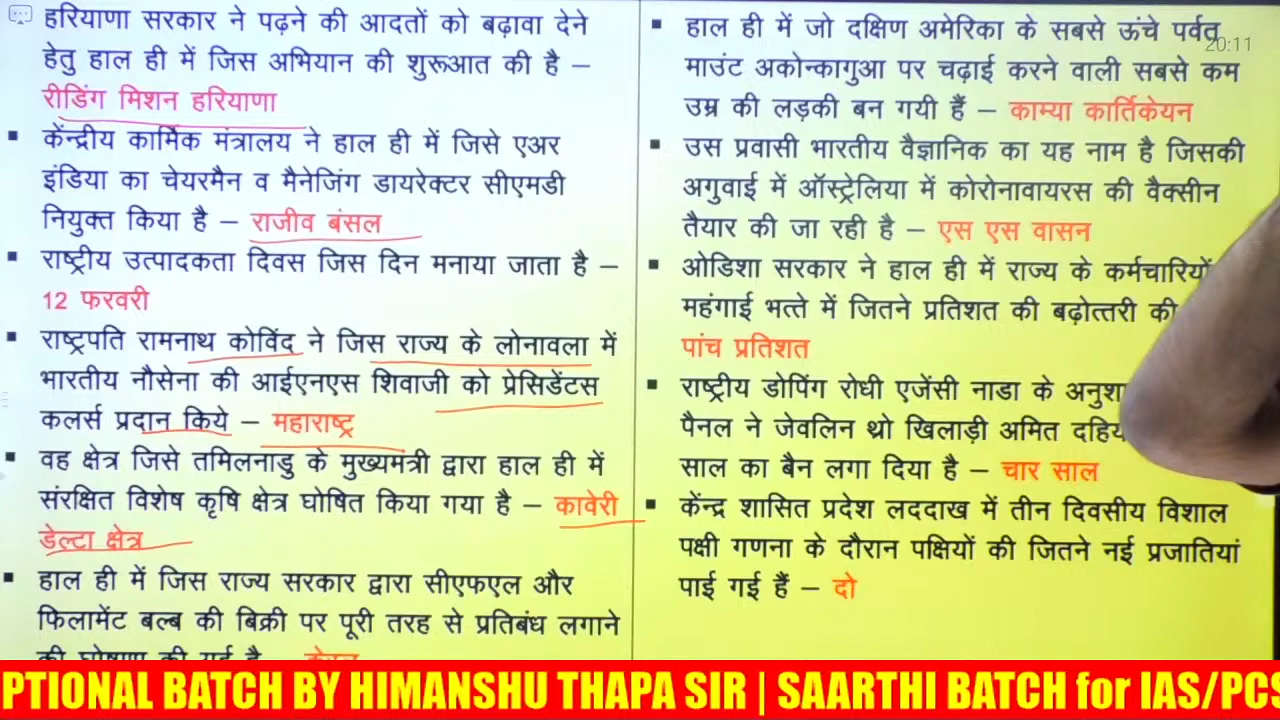 हरियाणा सरकार ने पढ़ने की आदतों को बढ़ावा देने
हेतु हाल ही में जिस अभियान की शुरूआत की है –
रीडिंग मिशन हरियाणा
▪ केंन्द्रीय कार्मिक मंत्रालय ने हाल ही में जिसे एअर
इंडिया का चेयरमैन व मैनेजिंग डायरेक्टर सीएमडी
नियुक्त किया है – राजीव बंसल
▪ राष्ट्रीय उत्पादकता दिवस जिस दिन मनाया जाता है –
12 फरवरी
▪ राष्ट्रपति रामनाथ कोविंद ने जिस राज्य के लोनावला में
भारतीय नौसेना की आईएनएस शिवाजी को प्रेसिडेंटस
कलर्स प्रदान किये – महाराष्ट्र
▪ वह क्षेत्र जिसे तमिलनाडु के मुख्यमंत्री द्वारा हाल ही में
संरक्षित विशेष कृषि क्षेत्र घोषित किया गया है – कावेरी
डेल्टा क्षेत्र
▪ हाल ही में जिस राज्य सरकार द्वारा सीएफएल और
फिलामेंट बल्ब की बिक्री पर पूरी तरह से प्रतिबंध लगाने
की घोषणा की गई है – केरल
▪ हाल ही में जो दक्षिण अमेरिका के सबसे ऊंचे पर्वत
20:11
माउंट अकोन्कागुआ पर चढ़ाई करने वाली सबसे कम
उम्र की लड़की बन गयी हैं – काम्या कार्तिकेयन
▪ उस प्रवासी भारतीय वैज्ञानिक का यह नाम है जिसकी
अगुवाई में ऑस्ट्रेलिया में कोरोनावायरस की वैक्सीन
तैयार की जा रही है – एस एस वासन
▪ ओडिशा सरकार ने हाल ही में राज्य के कर्मचारियों
महंगाई भत्ते में जितने प्रतिशत की बढ़ोत्तरी की
पांच प्रतिशत
▪ राष्ट्रीय डोपिंग रोधी एजेंसी नाडा के
पैनल ने जेवलिन थ्रो खिलाड़ी अमित
साल का बैन लगा दिया है – चार साल
▪ केंन्द्र शासित प्रदेश लददाख में तीन दिवसीय विशाल
पक्षी गणना के दौरान पक्षियों की जितने नई प्रजातियां
पाई गई हैं – दो
PTIONAL BATCH BY HIMANSHU THAPA SIR | SAARTHI BATCH for IAS/PCS